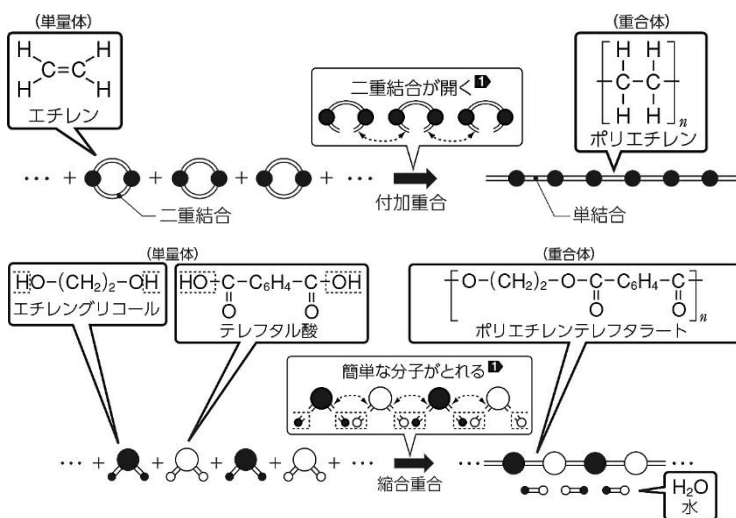 (単量体)
H H
C=C
H H
エチレン
二重結合が開く1
(重合体)
H H
C-C
H H
n
ポリエチレン
… + + + + …
付加重合
二重結合
単結合
(単量体)
HO-(CH₂)₂-OH
エチレングリコール
HO-C-C₆H₄-C-OH
O O
テレフタル酸
(重合体)
O-(CH₂)₂-O-C-C₆H₄-C
O O
n
ポリエチレンテレフタラート
簡単な分子がとれる1
… + + + + + …
縮合重合
… …
H₂O
水